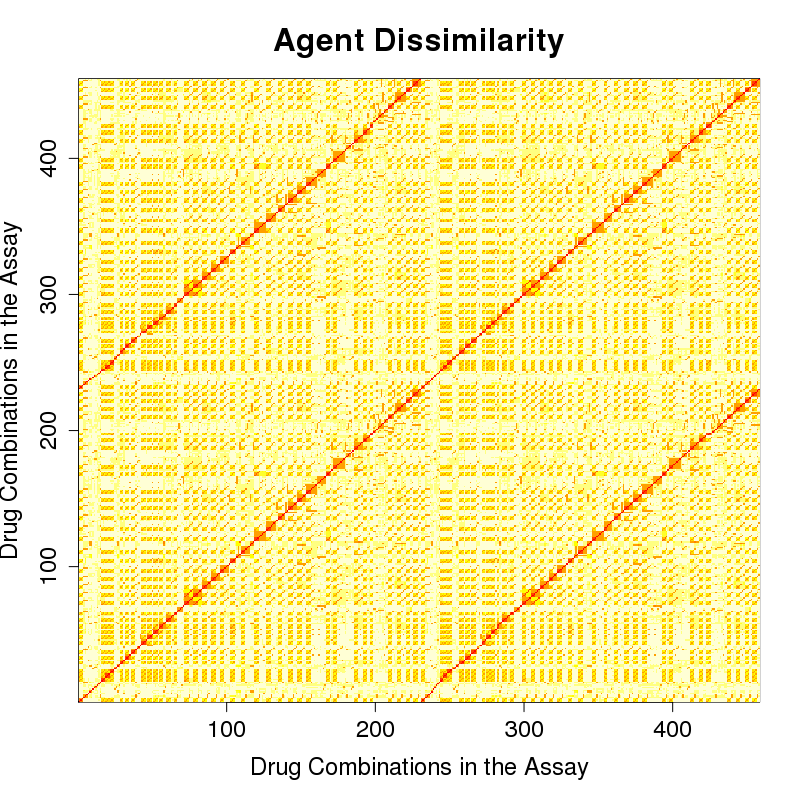 Agent Dissimilarity
Drug Combinations in the Assay
400
300
200
100
100 200 300 400
Drug Combinations in the Assay